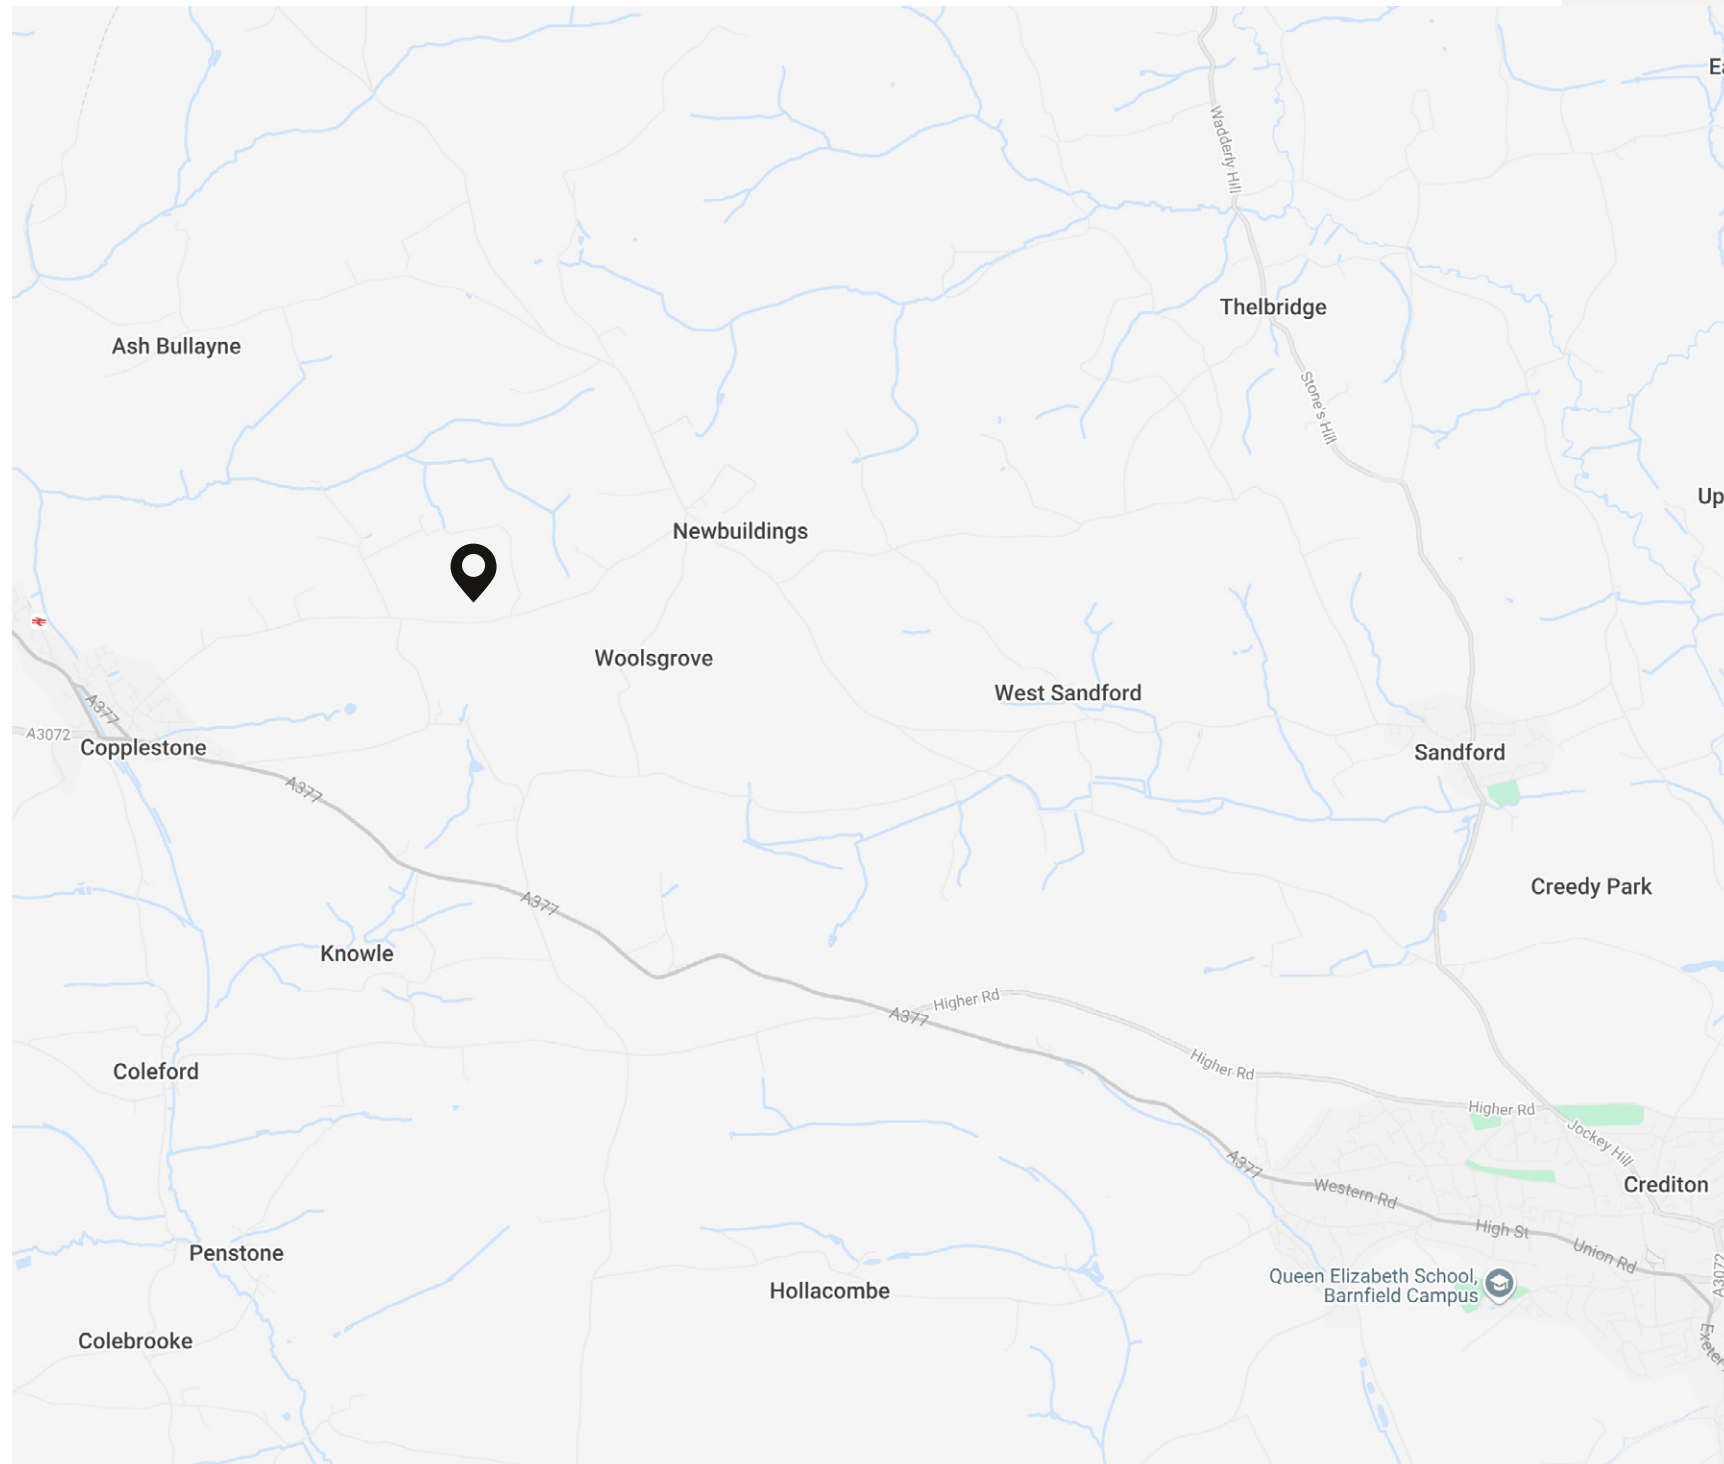 Wadderly Hill
Thelbridge
Ash Bullayne
Stone's Hill
Newbuildings
Woolsgrove
West Sandford
A377
A3072
Copplestone
Sandford
A377
Creedy Park
A377
Knowle
Higher Rd
A377
Higher Rd
Coleford
Higher Rd
Jockey Hill
A377
Western Rd
Crediton
High St
Union Rd
Penstone
A3072
Queen Elizabeth School,
Barnfield Campus
Hollacombe
Colebrooke